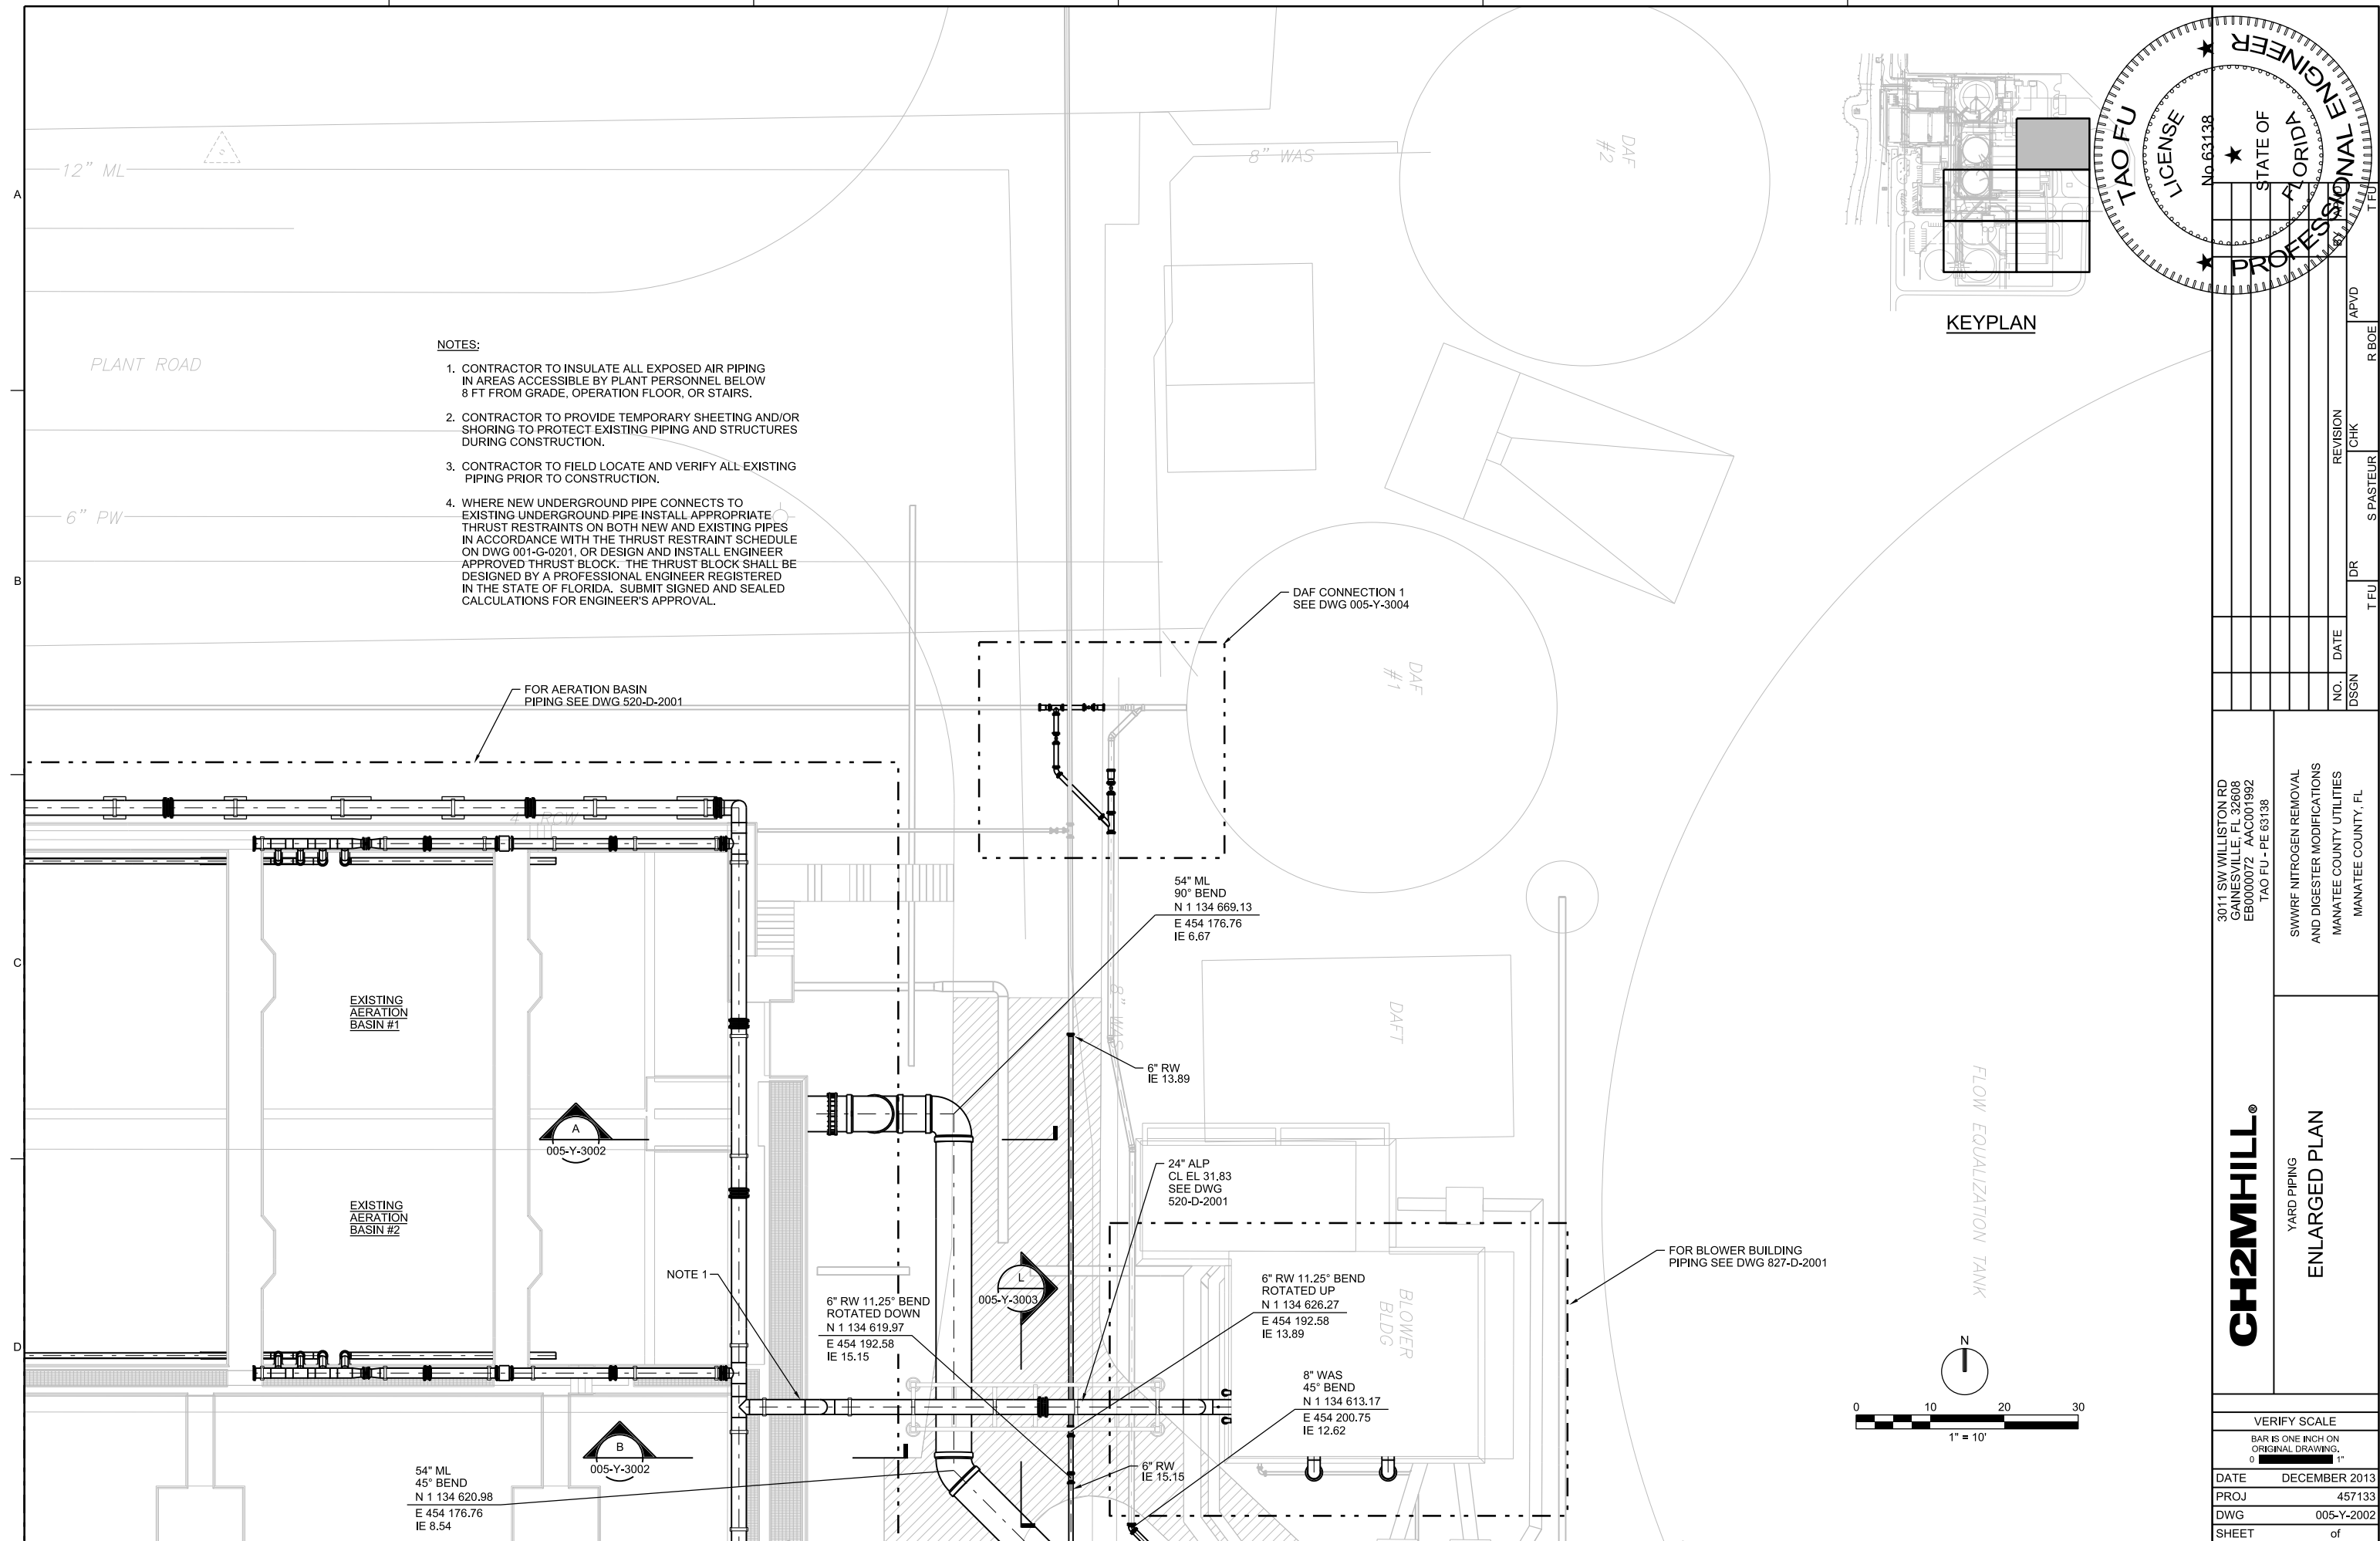 12" ML
8" WAS
DAF
#2
PLANT ROAD
6" PW
NOTES:
1. CONTRACTOR TO INSULATE ALL EXPOSED AIR PIPING
IN AREAS ACCESSIBLE BY PLANT PERSONNEL BELOW
8 FT FROM GRADE, OPERATION FLOOR, OR STAIRS.
2. CONTRACTOR TO PROVIDE TEMPORARY SHEETING AND/OR
SHORING TO PROTECT EXISTING PIPING AND STRUCTURES
DURING CONSTRUCTION.
3. CONTRACTOR TO FIELD LOCATE AND VERIFY ALL EXISTING
PIPING PRIOR TO CONSTRUCTION.
4. WHERE NEW UNDERGROUND PIPE CONNECTS TO
EXISTING UNDERGROUND PIPE INSTALL APPROPRIATE
THRUST RESTRAINTS ON BOTH NEW AND EXISTING PIPES
IN ACCORDANCE WITH THE THRUST RESTRAINT SCHEDULE
ON DWG 001-G-0201, OR DESIGN AND INSTALL ENGINEER
APPROVED THRUST BLOCK. THE THRUST BLOCK SHALL BE
DESIGNED BY A PROFESSIONAL ENGINEER REGISTERED
IN THE STATE OF FLORIDA. SUBMIT SIGNED AND SEALED
CALCULATIONS FOR ENGINEER'S APPROVAL.
KEYPLAN
DAF CONNECTION 1
SEE DWG 005-Y-3004
DAF
#1
FOR AERATION BASIN
PIPING SEE DWG 520-D-2001
RCW
54" ML
90° BEND
N 1 134 669.13
E 454 176.76
IE 6.67
EXISTING
AERATION
BASIN #1
8" WAS
DAFT
6" RW
IE 13.89
A
005-Y-3002
24" ALP
CL EL 31.83
SEE DWG
520-D-2001
EXISTING
AERATION
BASIN #2
FLOW EQUALIZATION TANK
FOR BLOWER BUILDING
PIPING SEE DWG 827-D-2001
NOTE 1
6" RW 11.25° BEND
ROTATED DOWN
N 1 134 619.97
E 454 192.58
IE 15.15
L
005-Y-3003
6" RW 11.25° BEND
ROTATED UP
N 1 134 626.27
E 454 192.58
IE 13.89
BLOWER
BLDG
8" WAS
45° BEND
N 1 134 613.17
E 454 200.75
IE 12.62
B
005-Y-3002
6" RW
IE 15.15
54" ML
45° BEND
N 1 134 620.98
E 454 176.76
IE 8.54
N
0 10 20 30
1" = 10'
A
B
C
D
TAO FU
LICENSE
No 63138
STATE OF
FLORIDA
PROFESSIONAL ENGINEER
NO.
DATE
REVISION
BY
DSGN
T FU
DR
S PASTEUR
CHK
R BOE
APVD
T FU
3011 SW WILLISTON RD
GAINESVILLE, FL 32608
EB0000072 AAC001992
TAO FU - PE 63138
SWWRF NITROGEN REMOVAL
AND DIGESTER MODIFICATIONS
MANATEE COUNTY UTILITIES
MANATEE COUNTY, FL
CH2MHILL®
YARD PIPING
ENLARGED PLAN
VERIFY SCALE
BAR IS ONE INCH ON
ORIGINAL DRAWING.
0 1"
DATE DECEMBER 2013
PROJ 457133
DWG 005-Y-2002
SHEET of